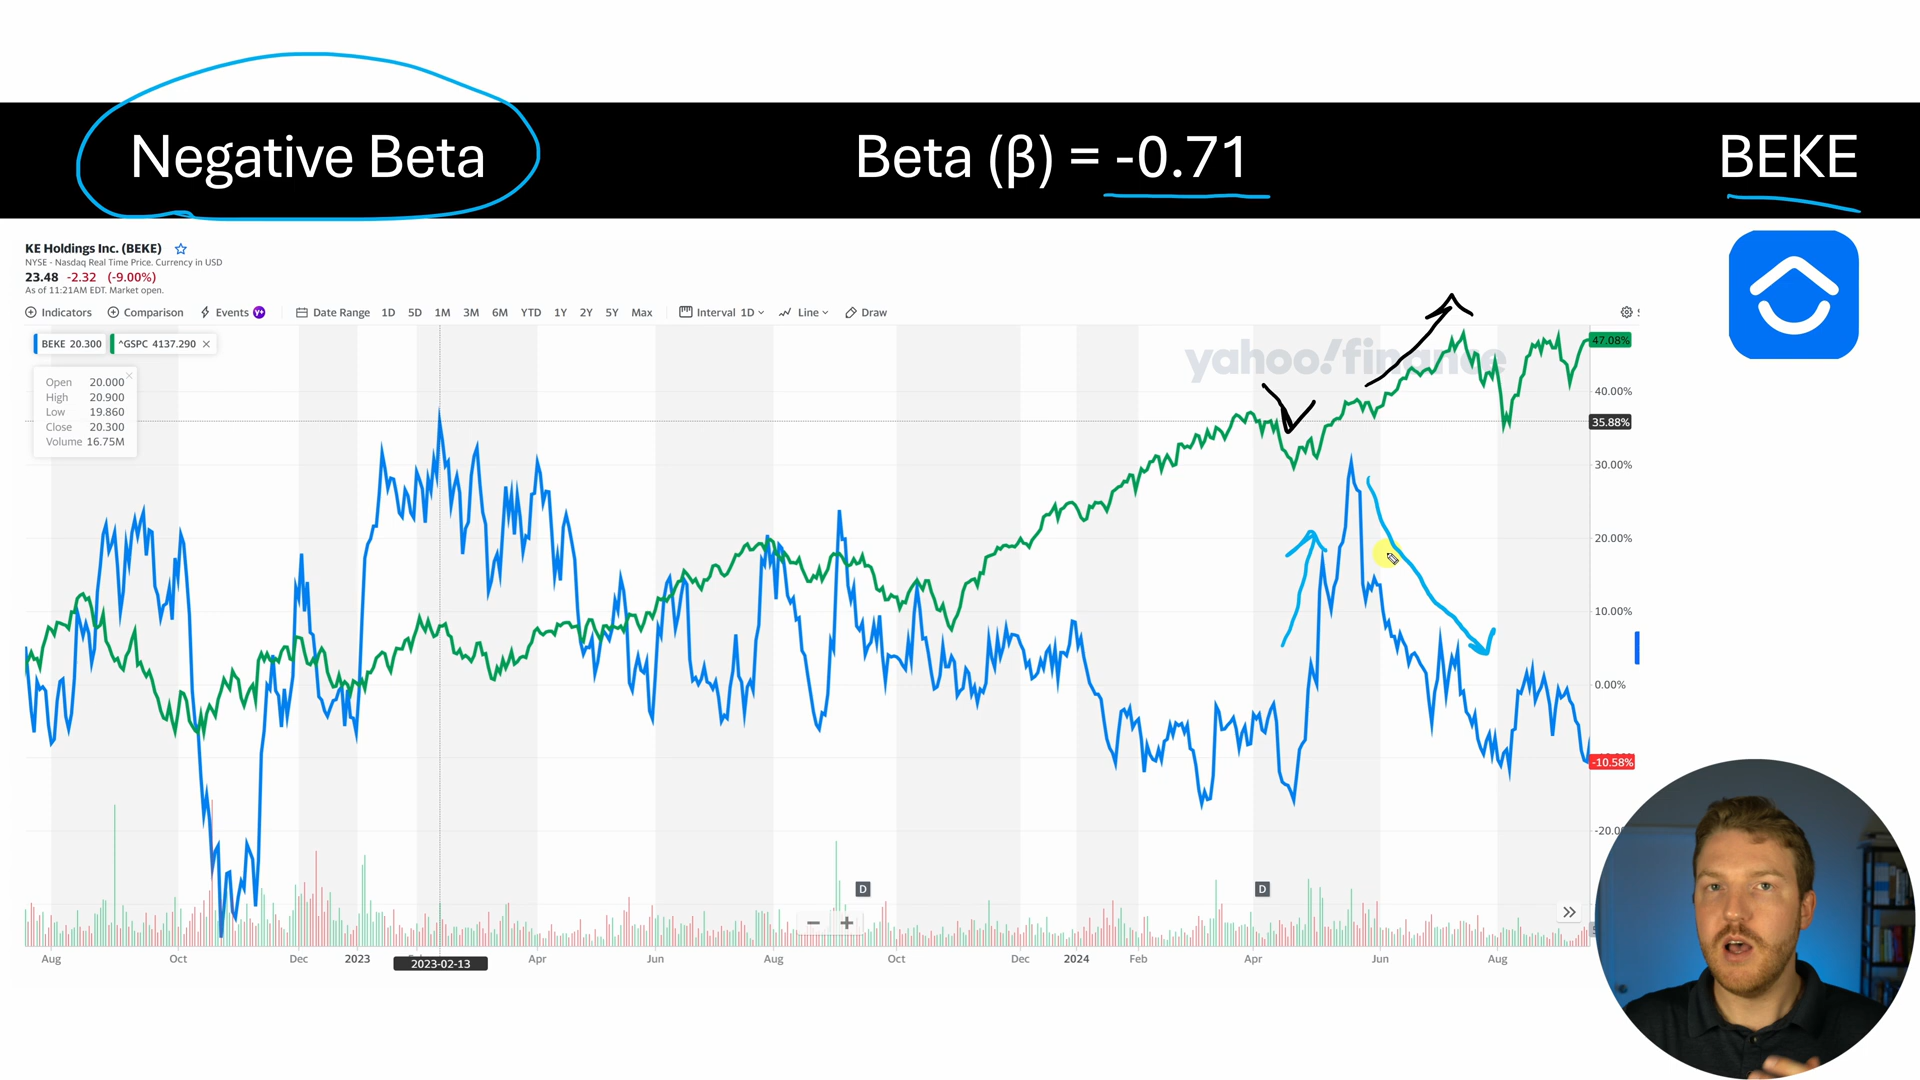 Negative Beta
Beta (β) = -0.71
BEKE
KE Holdings Inc. (BEKE)
NYSE - Nasdaq Real Time Price. Currency in USD
23.48 -2.32 (-9.00%)
As of 11:21AM EDT. Market open.
Indicators Comparison Events Y+ Date Range 1D 5D 1M 3M 6M YTD 1Y 2Y 5Y Max Interval 1D Line Draw
BEKE 20.300 ^GSPC 4137.290
yahoo!finance
47.08%
Open 20.000
High 20.900
Low 19.860
Close 20.300
Volume 16.75M
40.00%
35.88%
30.00%
20.00%
10.00%
0.00%
-10.58%
D D
Aug Oct Dec 2023 2023-02-13 Apr Jun Aug Oct Dec 2024 Feb Apr Jun Aug